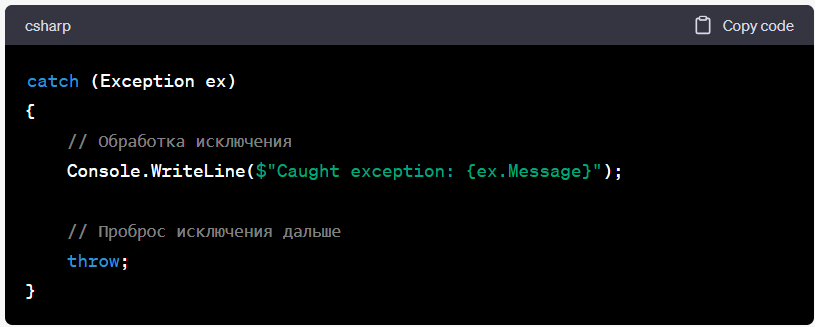 csharp
Copy code
catch (Exception ex)
{
    // Обработка исключения
    Console.WriteLine($"Caught exception: {ex.Message}");

    // Проброс исключения дальше
    throw;
}